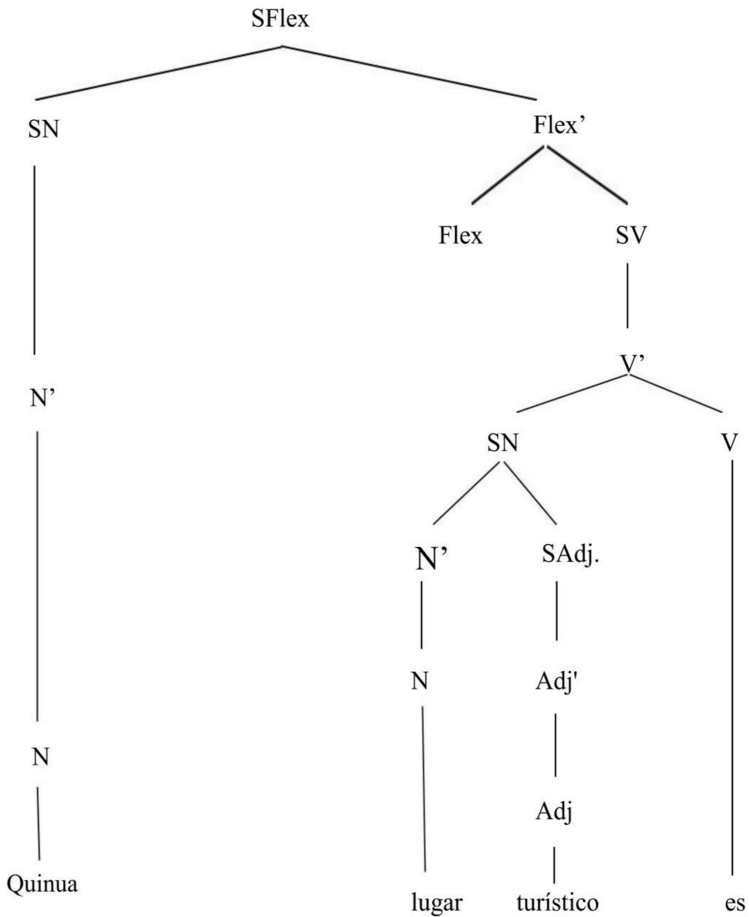 SFlex
SN Flex’
Flex SV
V’
N’
SN V
N’ SAdj.
N Adj'
N
Adj
Quinua
lugar turístico es